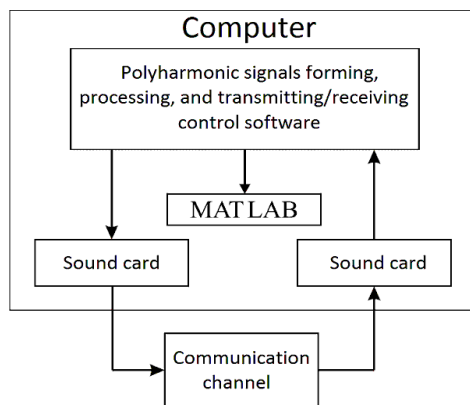 Computer
Polyharmonic signals forming,
processing, and transmitting/receiving
control software
MATLAB
Sound card
Sound card
Communication
channel